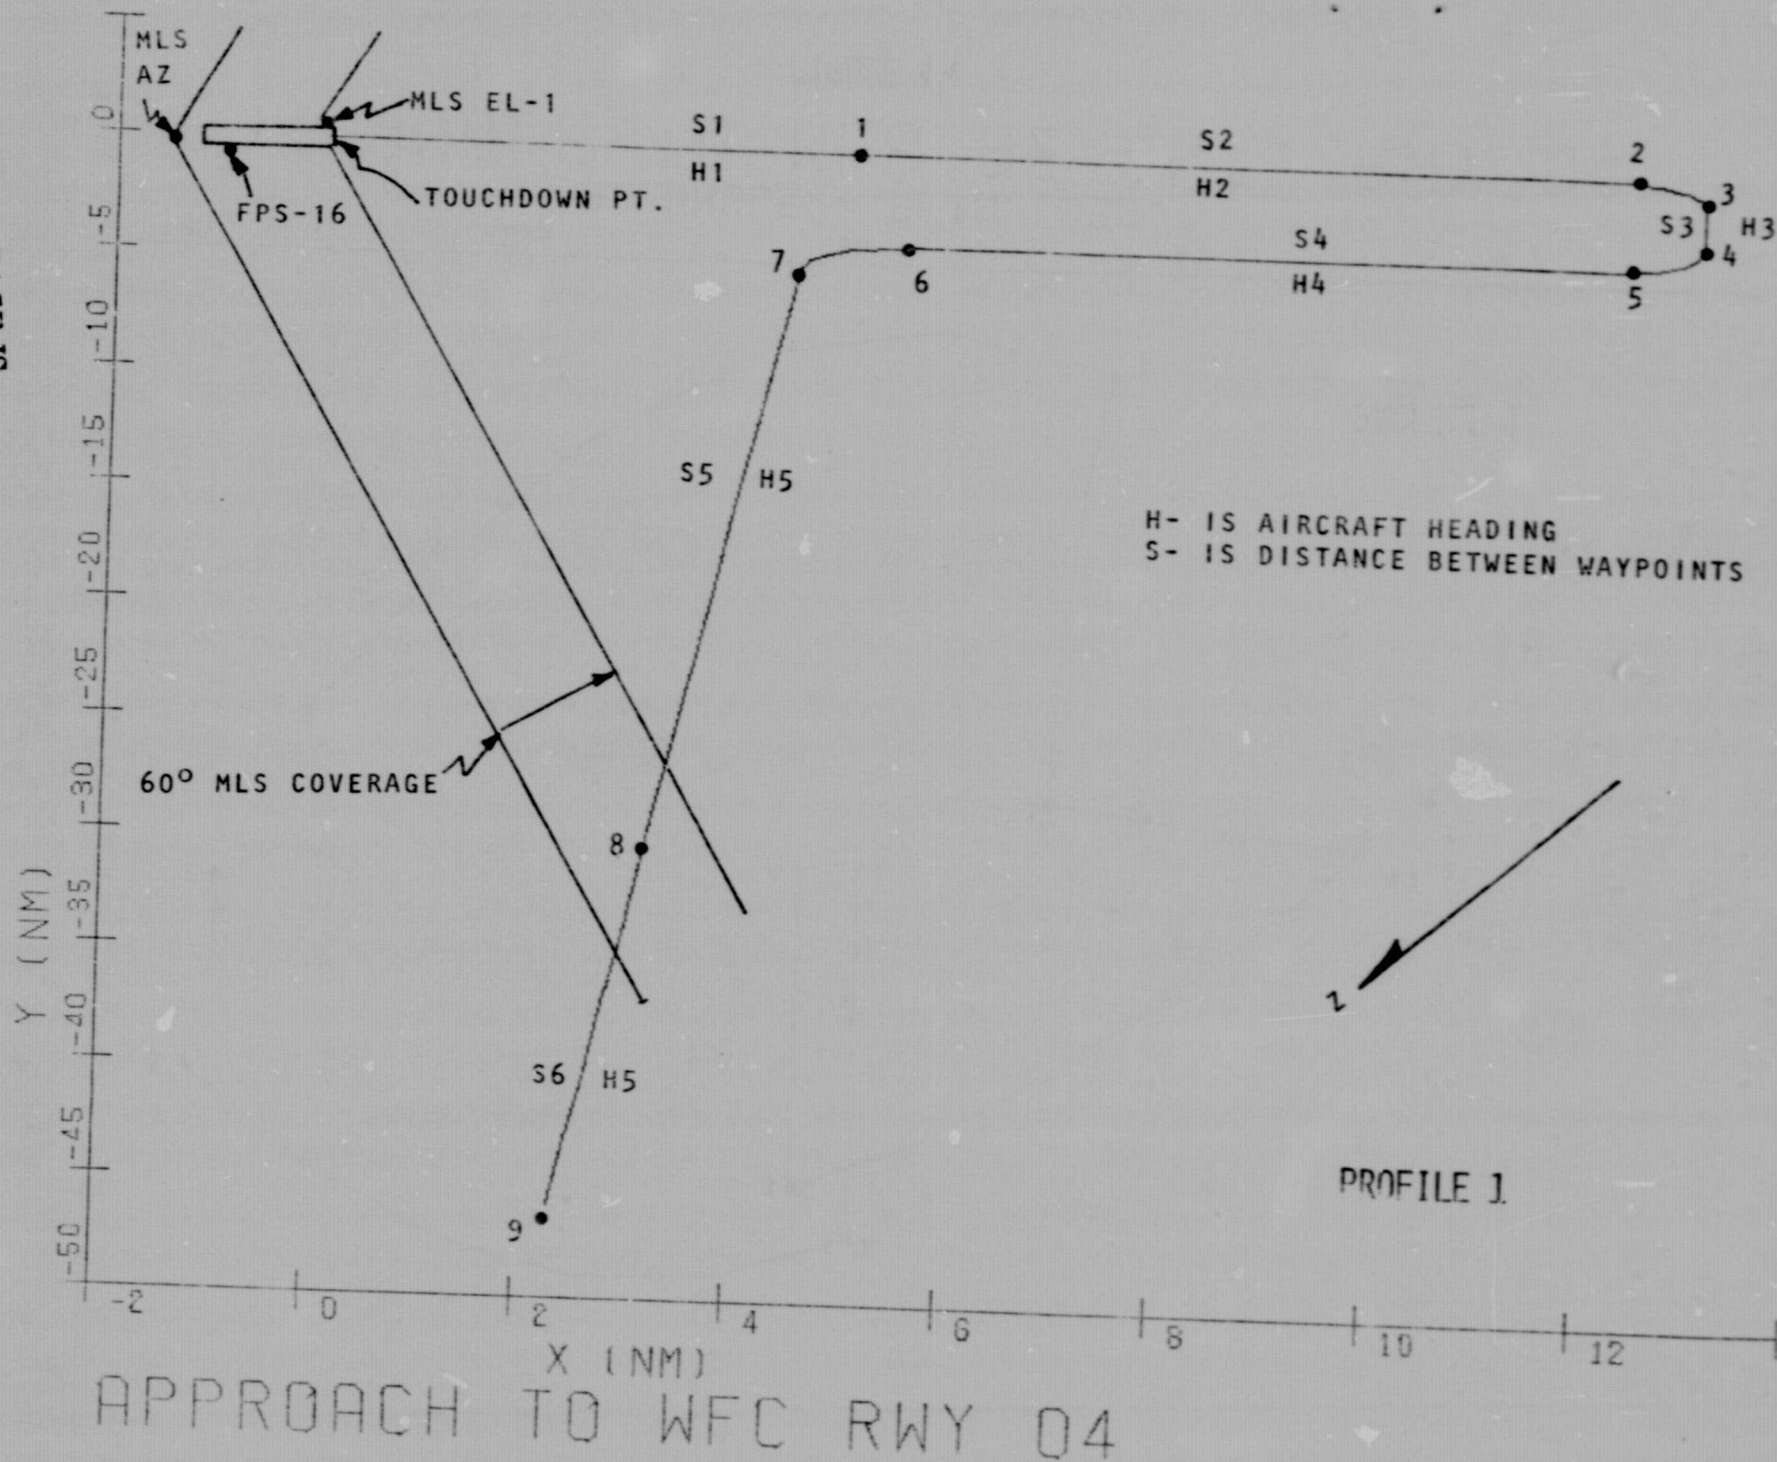 MLS
AZ
MLS EL-1
0
S1
1
S2
2
H1
H2
3
TOUCHDOWN PT.
FPS-16
S3
H3
-5
S4
4
7
6
H4
5
-10
-15
S5
H5
H- IS AIRCRAFT HEADING
S- IS DISTANCE BETWEEN WAYPOINTS
-20
-25
60° MLS COVERAGE
-30
8
-35
Y (NM)
-40
S6
H5
-45
PROFILE 1
9
-50
-2
0
2
4
6
8
10
12
X (NM)
APPROACH TO WFC RWY 04